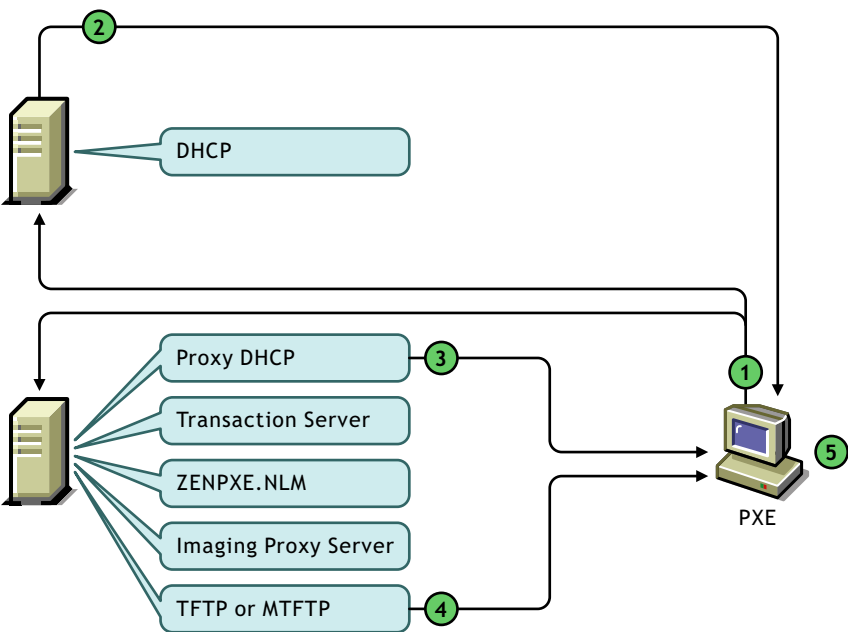 2
DHCP
Proxy DHCP
3
1
Transaction Server
5
ZENPXE.NLM
PXE
Imaging Proxy Server
TFTP or MTFTP
4